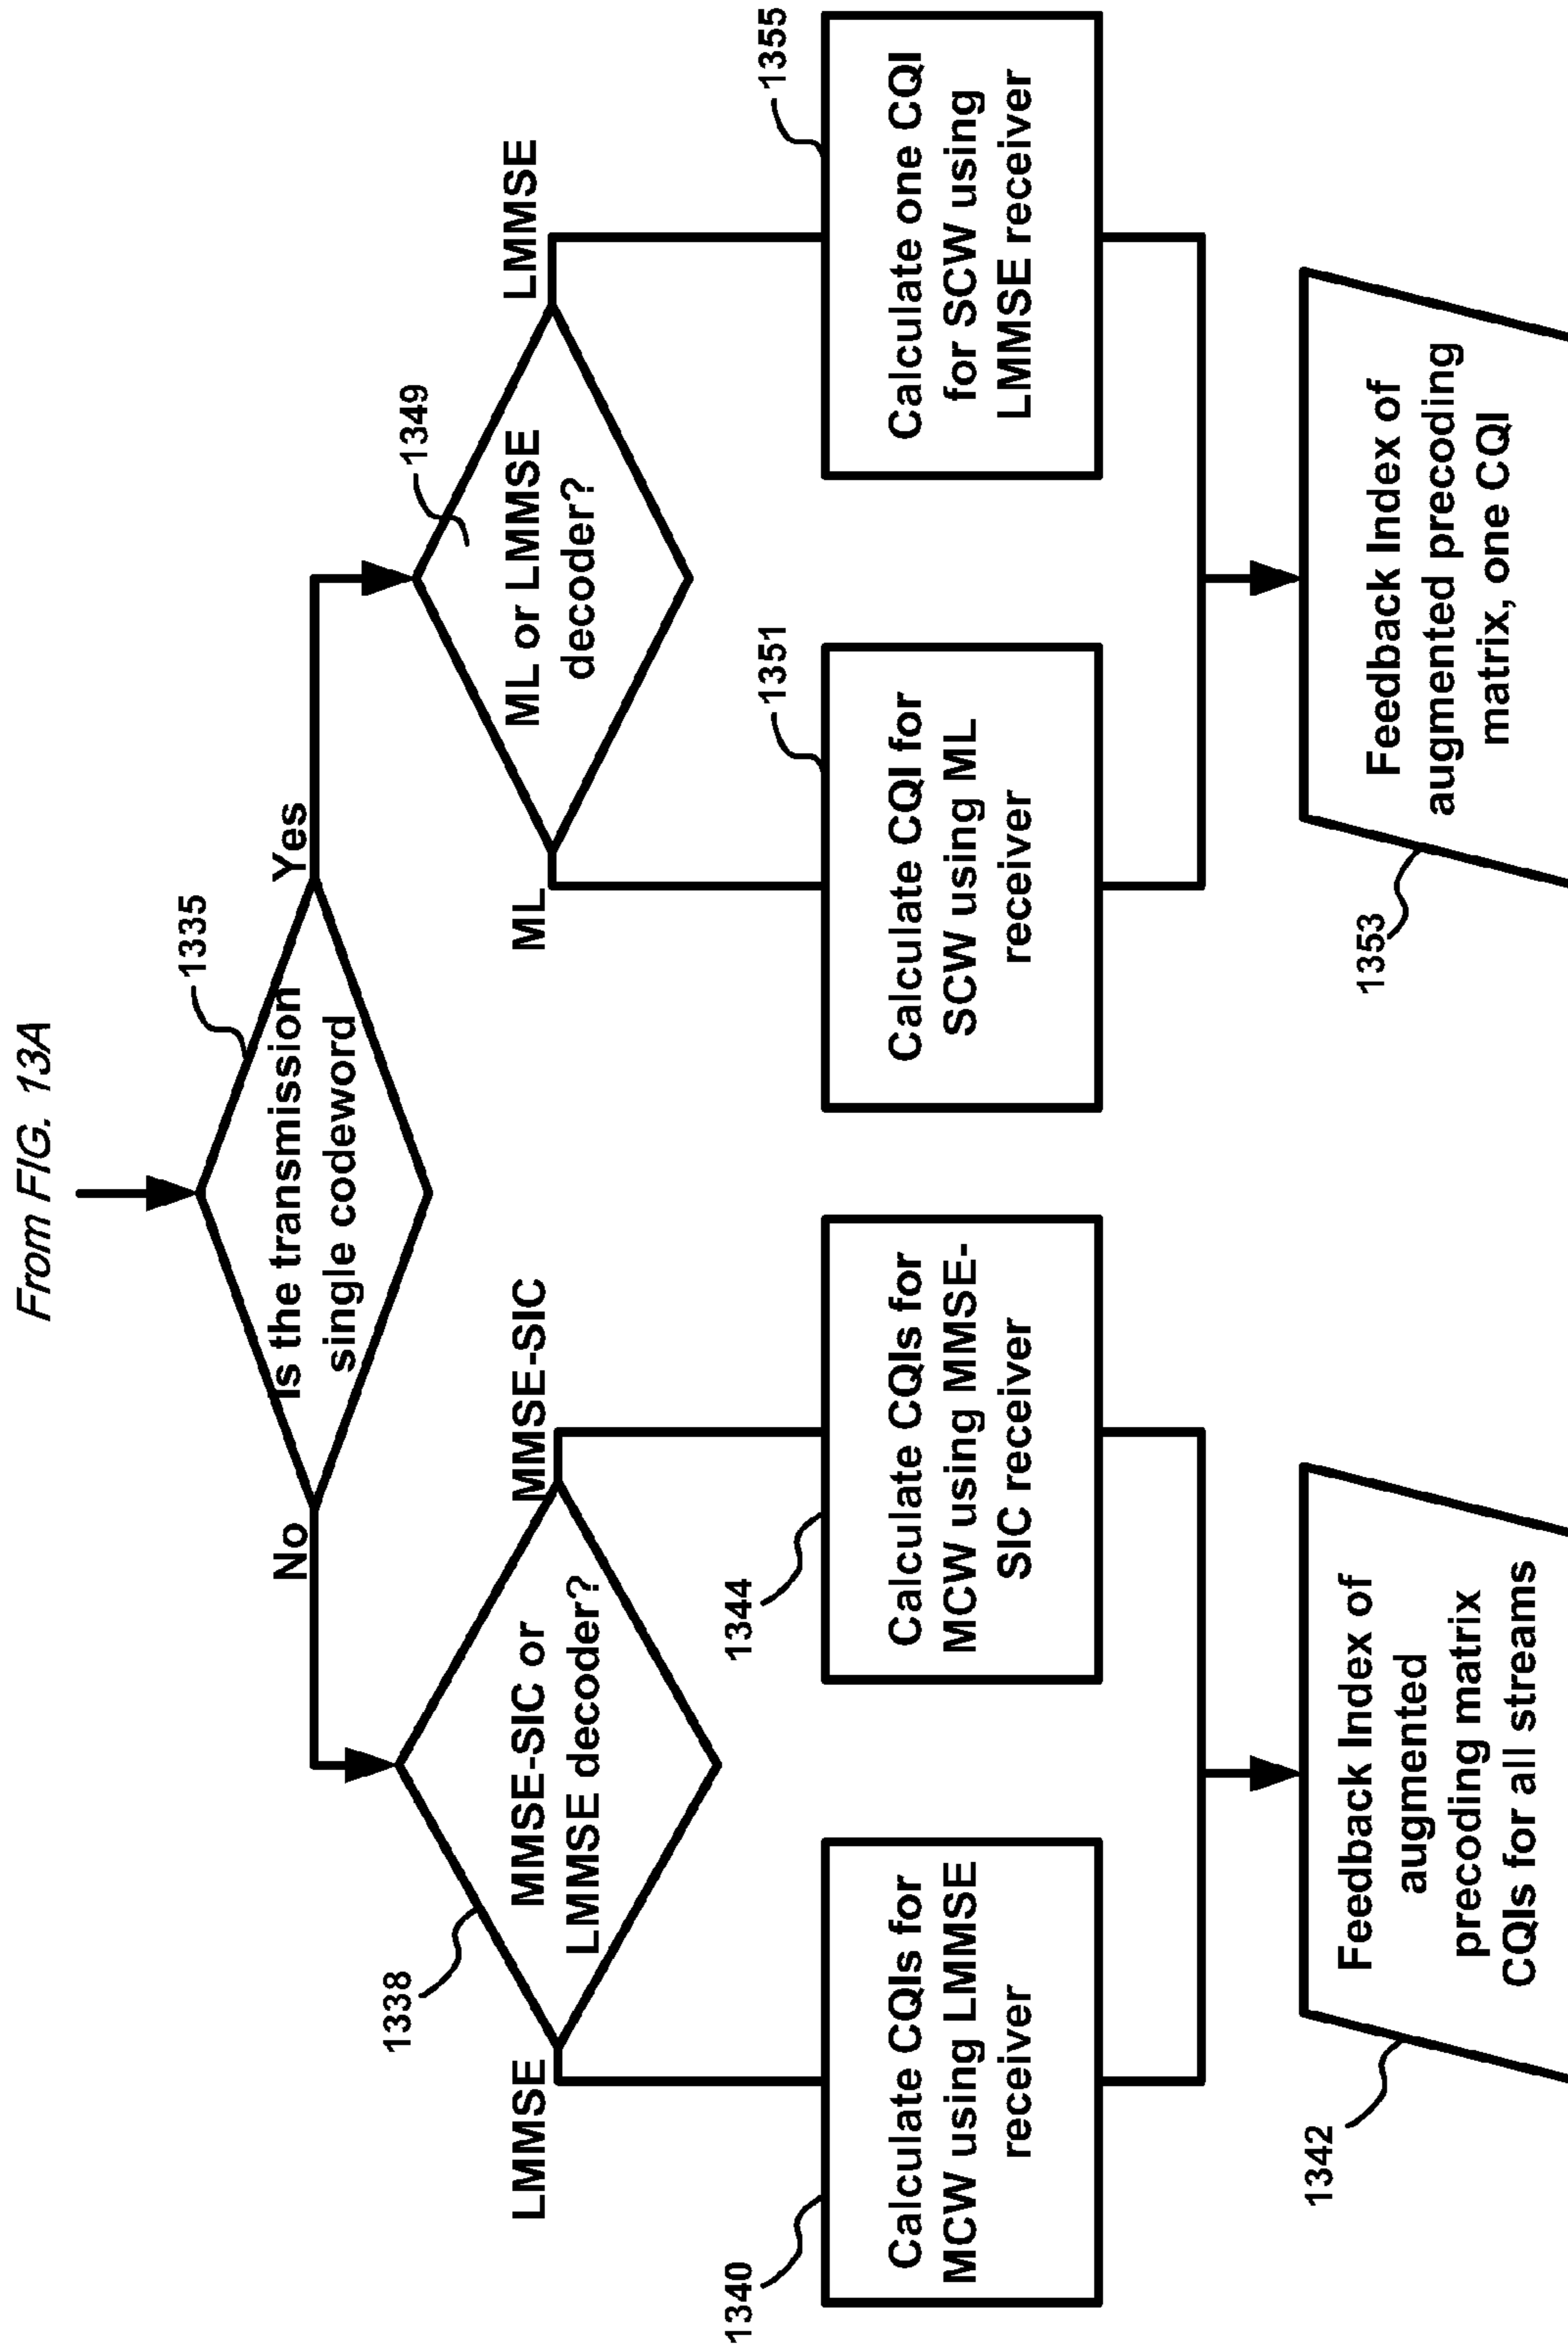 From FIG. 13A
1335
Is the transmission
single codeword
No
Yes
1338
MMSE-SIC or
LMMSE decoder?
LMMSE
MMSE-SIC
1349
ML or LMMSE
decoder?
ML
LMMSE
1340
Calculate CQIs for
MCW using LMMSE
receiver
1344
Calculate CQIs for
MCW using MMSE-
SIC receiver
1351
Calculate CQI for
SCW using ML
receiver
1355
Calculate one CQI
for SCW using
LMMSE receiver
1342
Feedback Index of
augmented
precoding matrix
CQIs for all streams
1353
Feedback Index of
augmented precoding
matrix, one CQI